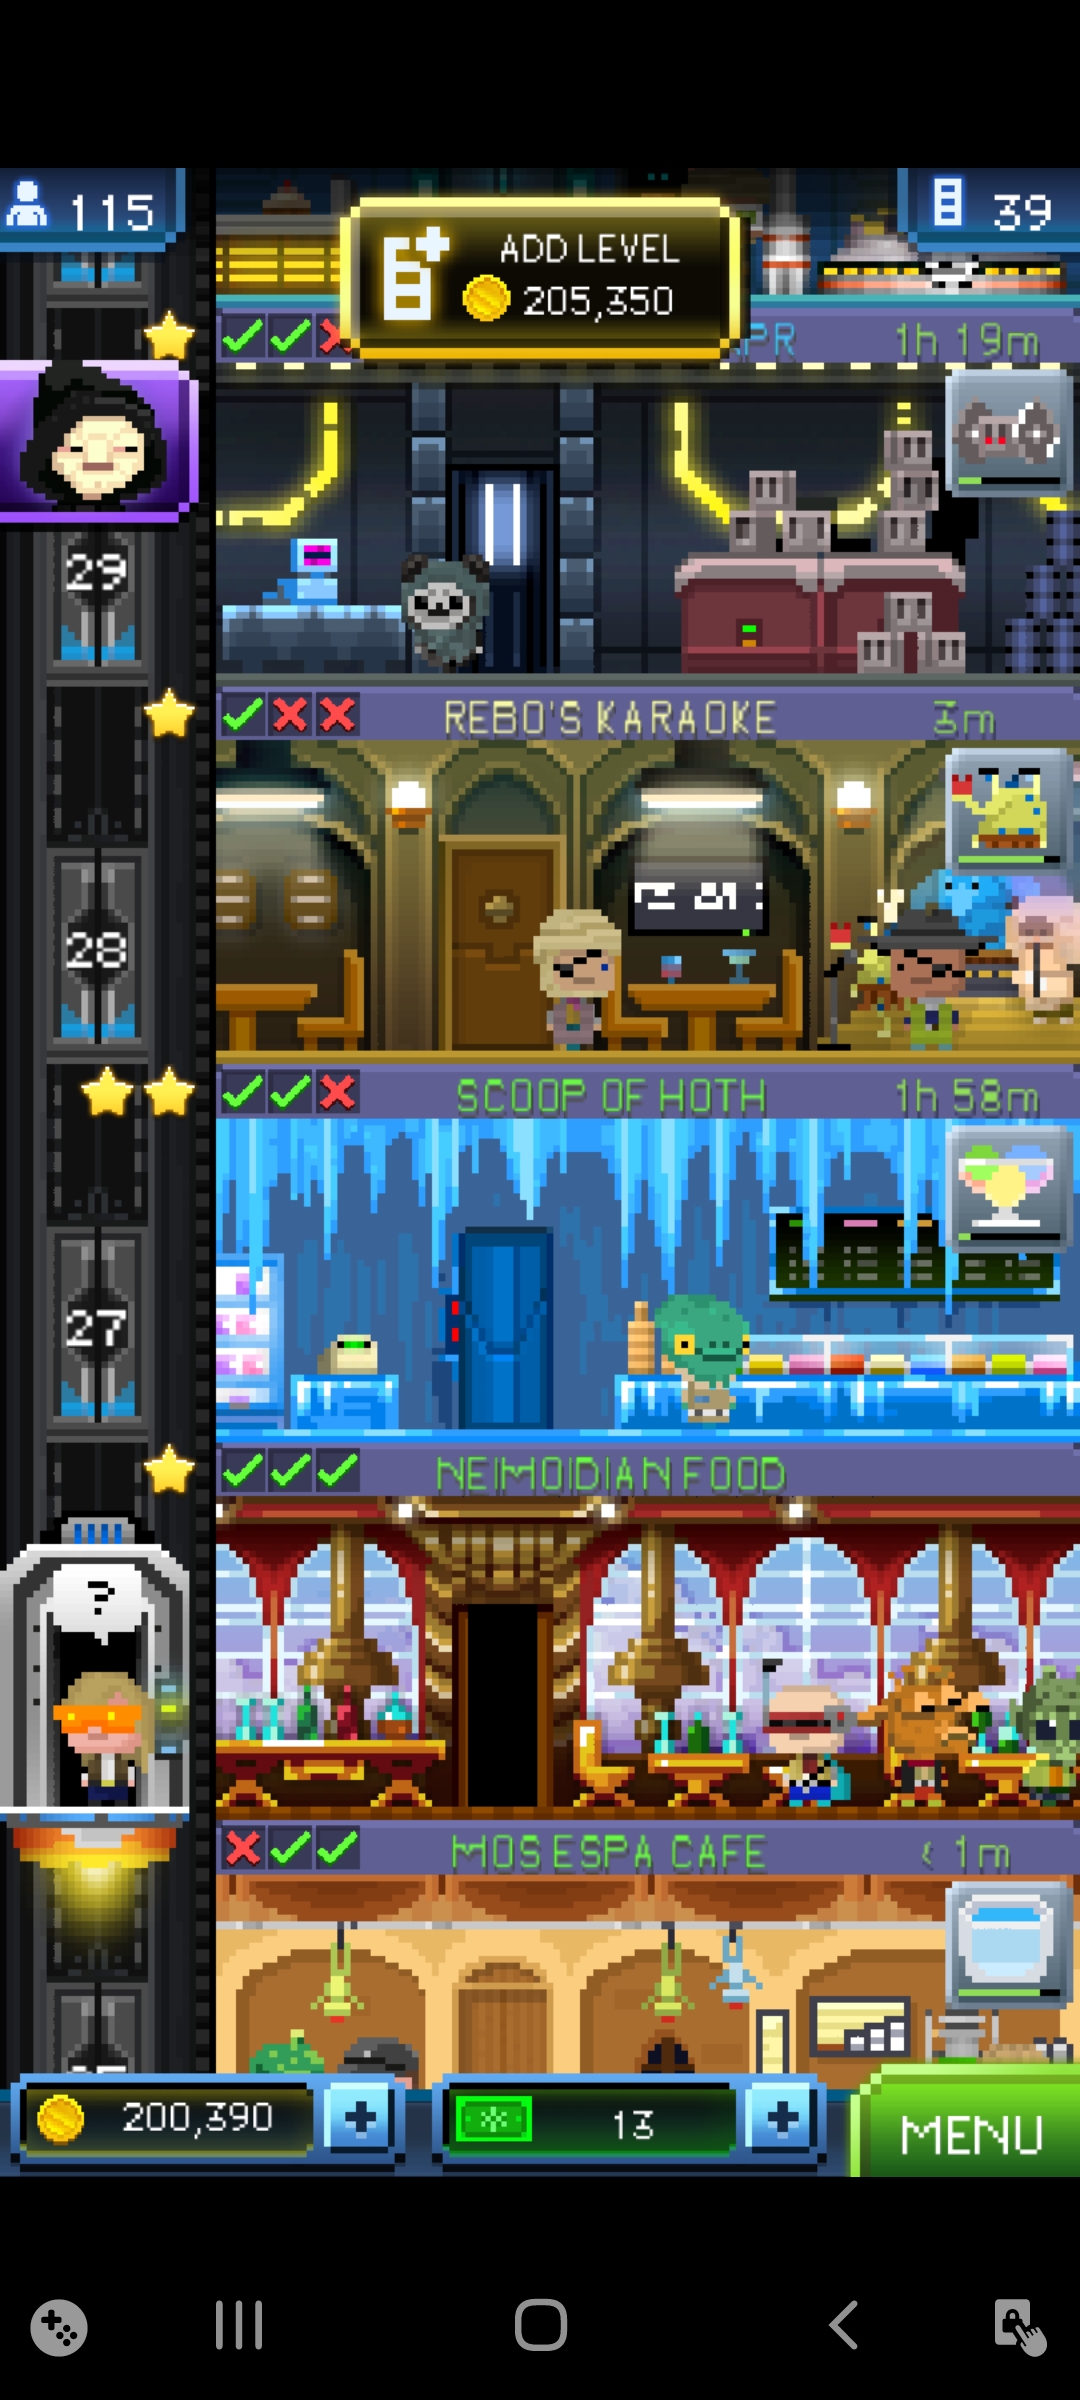 115
ADD LEVEL
205,350
39
1h 19m
29
REBO'S KARAOKE 3m
28
SCOOP OF HOTH 1h 58m
27
NEIMOIDIAN FOOD
?
MOS ESPA CAFE < 1m
200,390 +
13 +
MENU